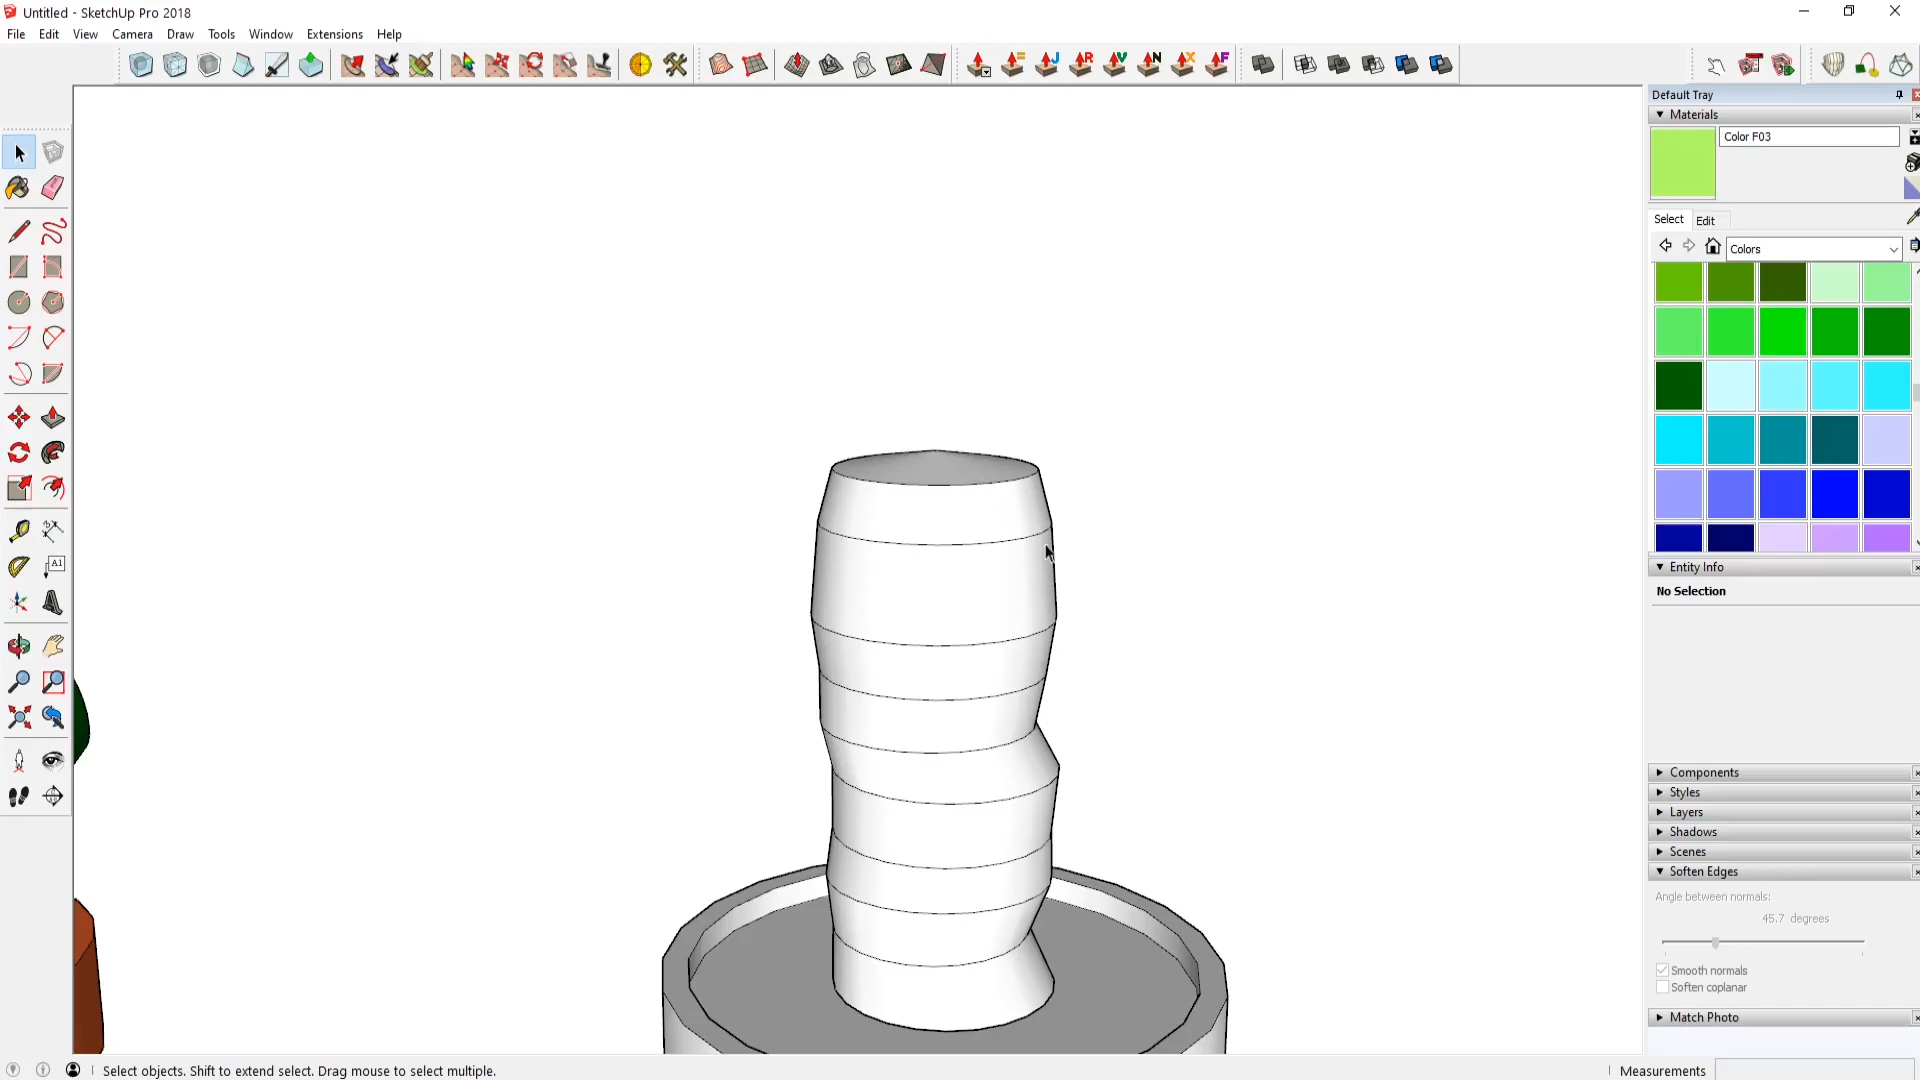 Untitled - SketchUp Pro 2018
File Edit View Camera Draw Tools Window Extensions Help
J R V N X F
Default Tray
Materials
Color F03
Select Edit
Colors
Entity Info
No Selection
A1
Components
Styles
Layers
Shadows
Scenes
Soften Edges
Angle between normals:
45.7 degrees
Smooth normals
Soften coplanar
Match Photo
Select objects. Shift to extend select. Drag mouse to select multiple.
Measurements